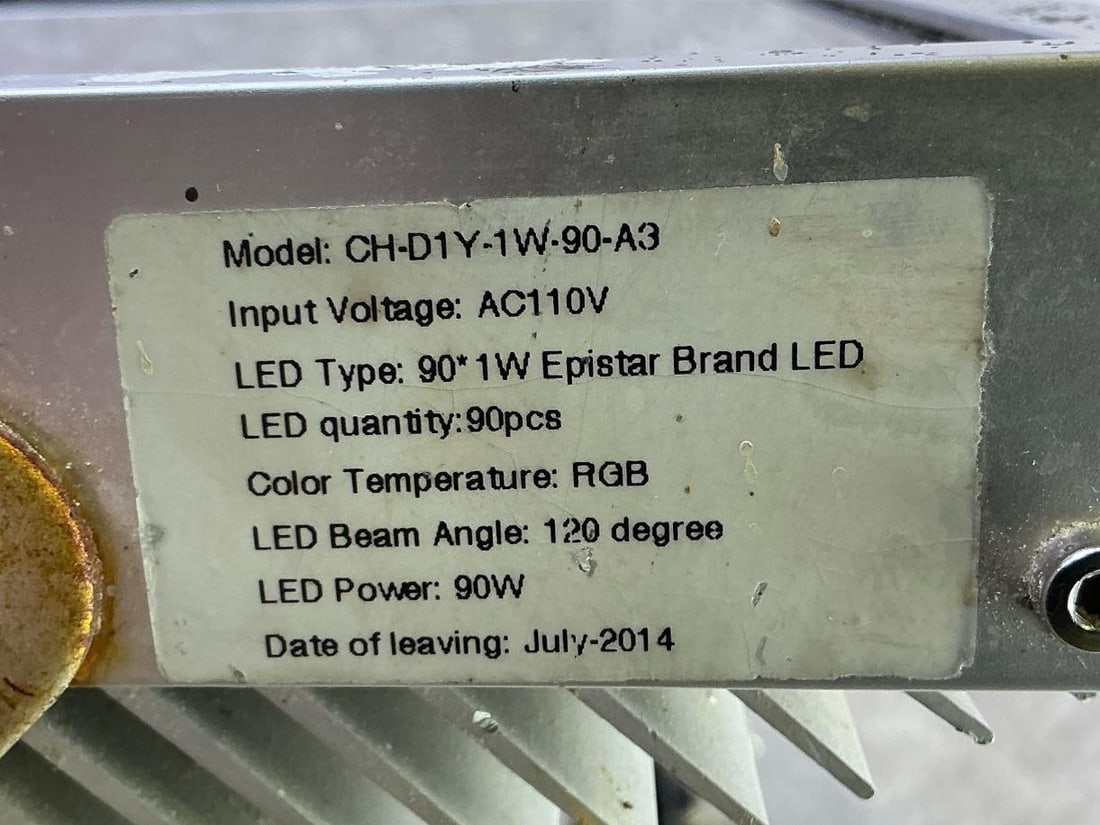 Model: CH-D1Y-1W-90-A3
Input Voltage: AC110V
LED Type: 90*1W Epistar Brand LED
LED quantity:90pcs
Color Temperature: RGB
LED Beam Angle: 120 degree
LED Power: 90W
Date of leaving: July-2014